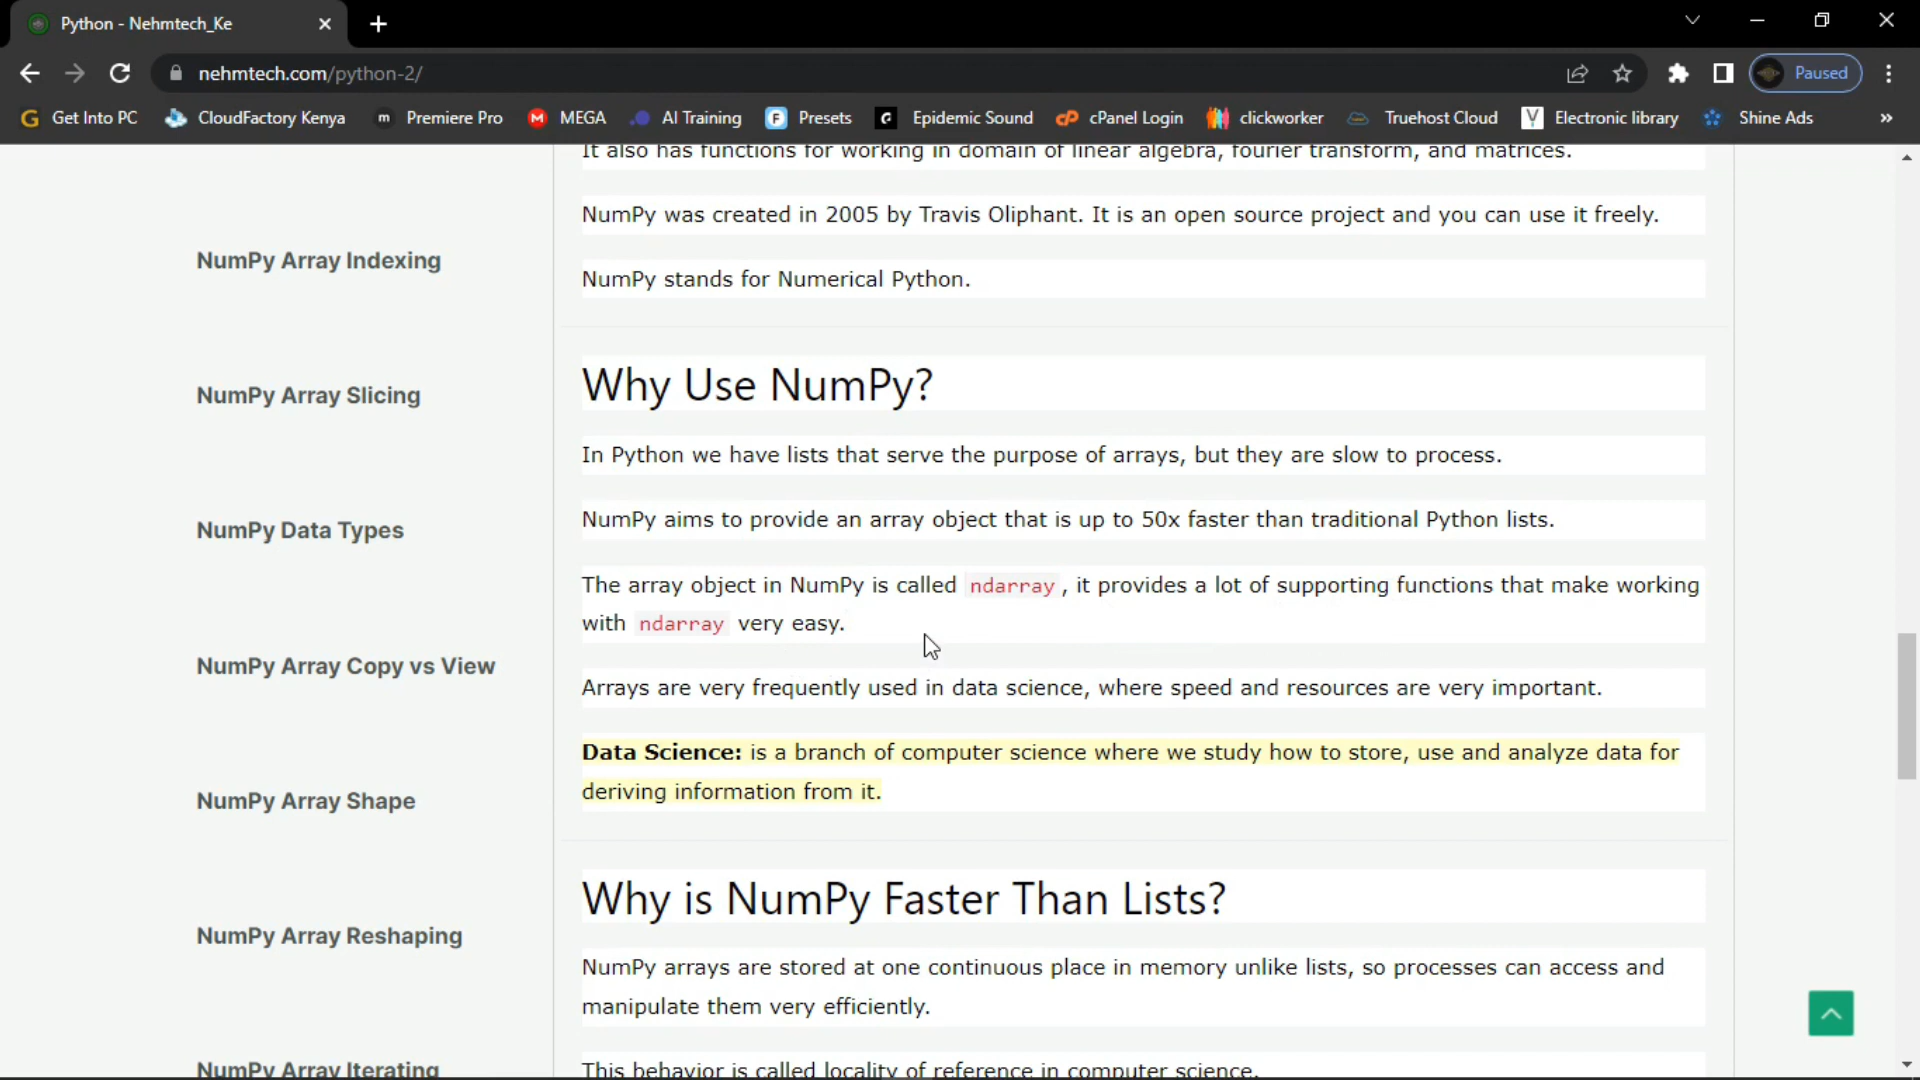 Python - Nehmtech_Ke
nehmtech.com/python-2/
Paused
Get Into PC
CloudFactory Kenya
m Premiere Pro
M MEGA
AI Training
F Presets
Epidemic Sound
cP cPanel Login
clickworker
Truehost Cloud
Y Electronic library
Shine Ads
»
NumPy Array Indexing
NumPy Array Slicing
NumPy Data Types
NumPy Array Copy vs View
NumPy Array Shape
NumPy Array Reshaping
NumPy Array Iterating
It also has functions for working in domain of linear algebra, fourier transform, and matrices.
NumPy was created in 2005 by Travis Oliphant. It is an open source project and you can use it freely.
NumPy stands for Numerical Python.
Why Use NumPy?
In Python we have lists that serve the purpose of arrays, but they are slow to process.
NumPy aims to provide an array object that is up to 50x faster than traditional Python lists.
The array object in NumPy is called ndarray, it provides a lot of supporting functions that make working
with ndarray very easy.
Arrays are very frequently used in data science, where speed and resources are very important.
Data Science: is a branch of computer science where we study how to store, use and analyze data for
deriving information from it.
Why is NumPy Faster Than Lists?
NumPy arrays are stored at one continuous place in memory unlike lists, so processes can access and
manipulate them very efficiently.
This behavior is called locality of reference in computer science.